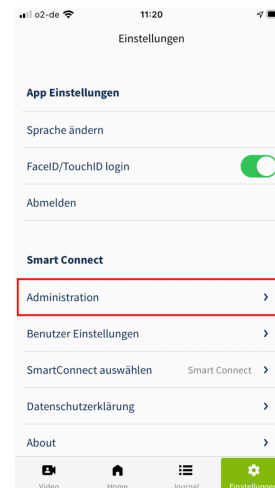 o2-de 11:20
Einstellungen
App Einstellungen
Sprache ändern
FaceID/TouchID login
Abmelden
Smart Connect
Administration
Benutzer Einstellungen
SmartConnect auswählen Smart Connect
Datenschutzerklärung
About
Video Home Journal Einstellungen